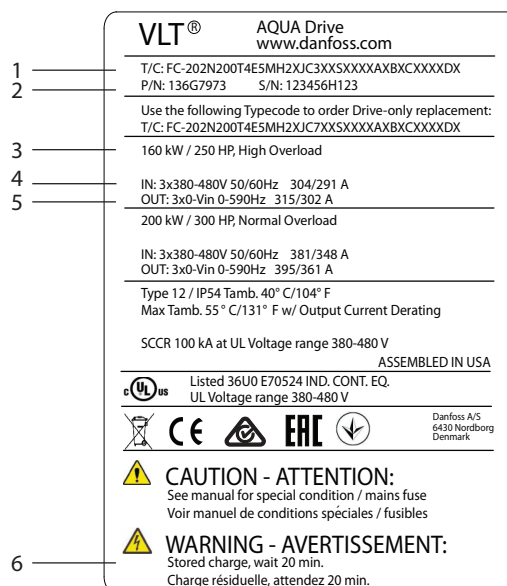 VLT® AQUA Drive
www.danfoss.com
1 T/C: FC-202N200T4E5MH2XJC3XXSXXXXAXBXCXXXXDX
2 P/N: 136G7973 S/N: 123456H123
Use the following Typecode to order Drive-only replacement:
T/C: FC-202N200T4E5MH2XJC7XXSXXXXAXBXCXXXXDX
3 160 kW / 250 HP, High Overload
4 IN: 3x380-480V 50/60Hz 304/291 A
5 OUT: 3x0-Vin 0-590Hz 315/302 A
200 kW / 300 HP, Normal Overload
IN: 3x380-480V 50/60Hz 381/348 A
OUT: 3x0-Vin 0-590Hz 395/361 A
Type 12 / IP54 Tamb. 40° C/104° F
Max Tamb. 55° C/131° F w/ Output Current Derating
SCCR 100 kA at UL Voltage range 380-480 V
ASSEMBLED IN USA
c UL us Listed 36U0 E70524 IND. CONT. EQ.
UL Voltage range 380-480 V
CE EAC
Danfoss A/S
6430 Nordborg
Denmark
CAUTION - ATTENTION:
See manual for special condition / mains fuse
Voir manuel de conditions spéciales / fusibles
WARNING - AVERTISSEMENT:
6 Stored charge, wait 20 min.
Charge résiduelle, attendez 20 min.